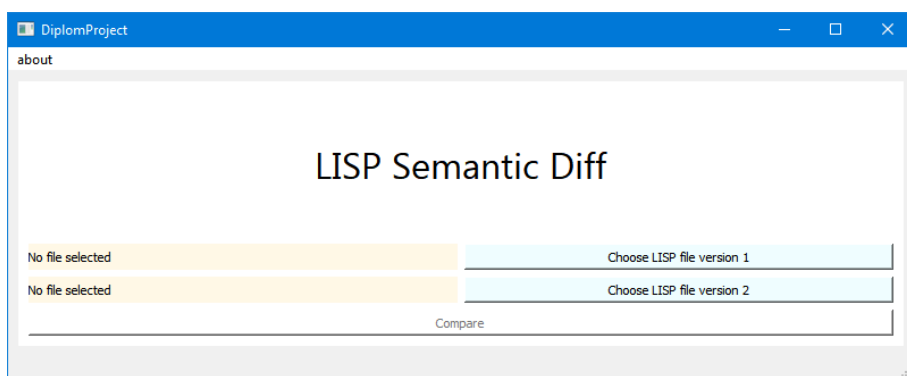 DiplomProject
about
LISP Semantic Diff
No file selected
Choose LISP file version 1
No file selected
Choose LISP file version 2
Compare